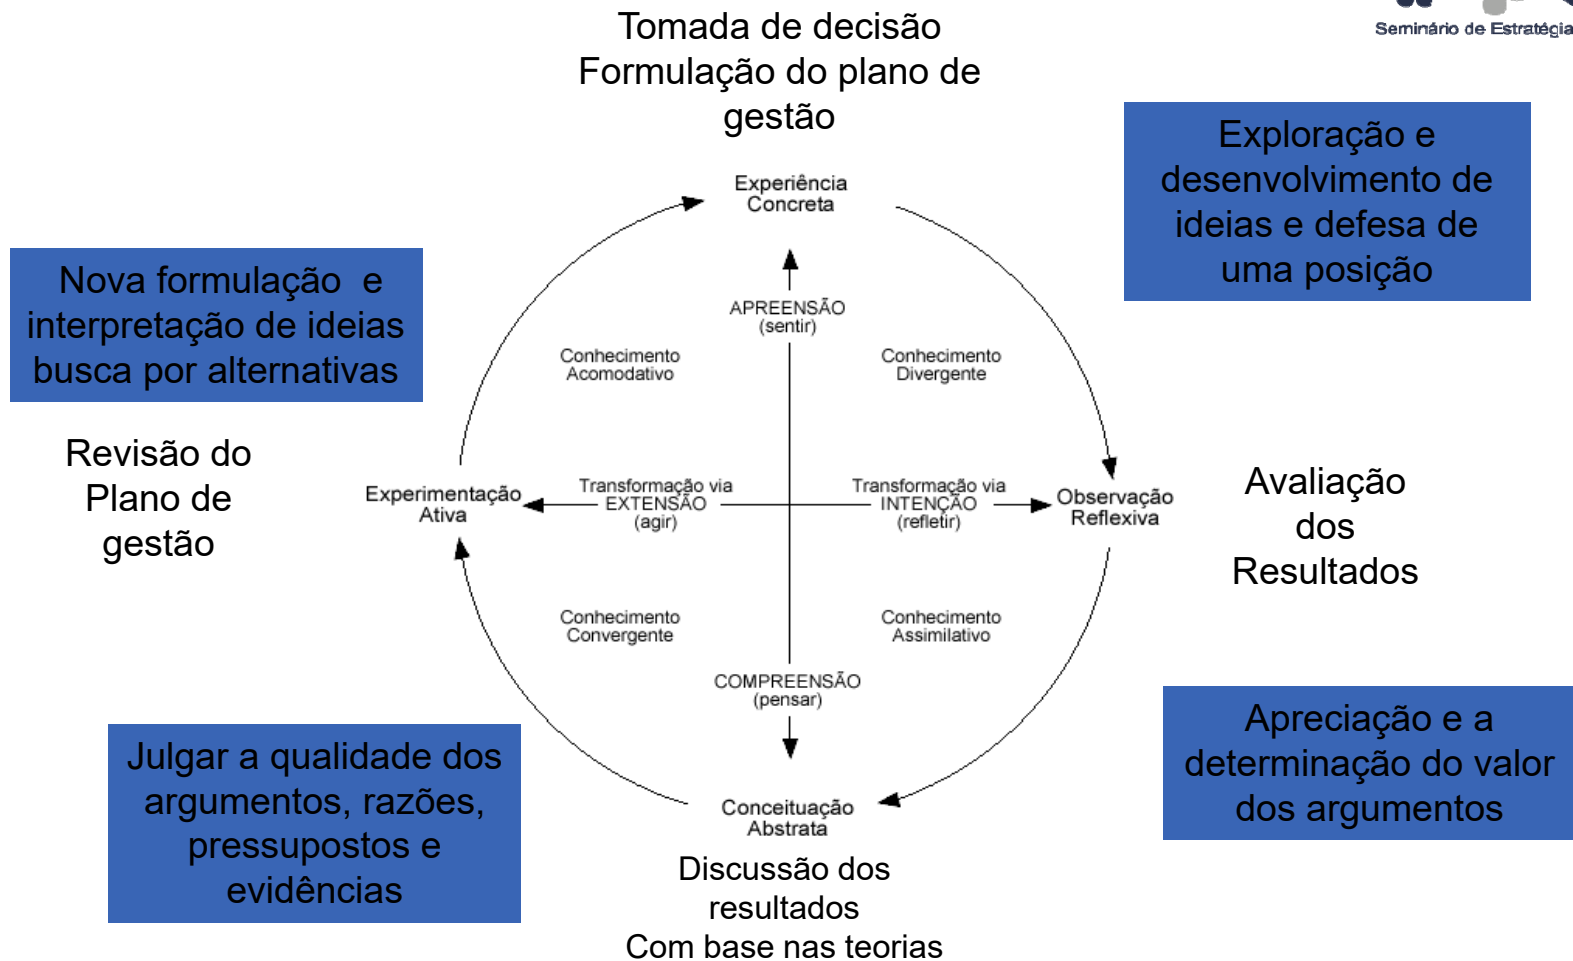 Seminário de Estratégia
Tomada de decisão
Formulação do plano de
gestão
Exploração e
desenvolvimento de
ideias e defesa de
uma posição
Experiência
Concreta
Nova formulação e
interpretação de ideias
busca por alternativas
APREENSÃO
(sentir)
Conhecimento
Acomodativo
Conhecimento
Divergente
Revisão do
Plano de
gestão
Experimentação
Ativa
Transformação via
EXTENSÃO
(agir)
Transformação via
INTENÇÃO
(refletir)
Observação
Reflexiva
Avaliação
dos
Resultados
Conhecimento
Convergente
Conhecimento
Assimilativo
COMPREENSÃO
(pensar)
Julgar a qualidade dos
argumentos, razões,
pressupostos e
evidências
Apreciação e a
determinação do valor
dos argumentos
Conceituação
Abstrata
Discussão dos
resultados
Com base nas teorias